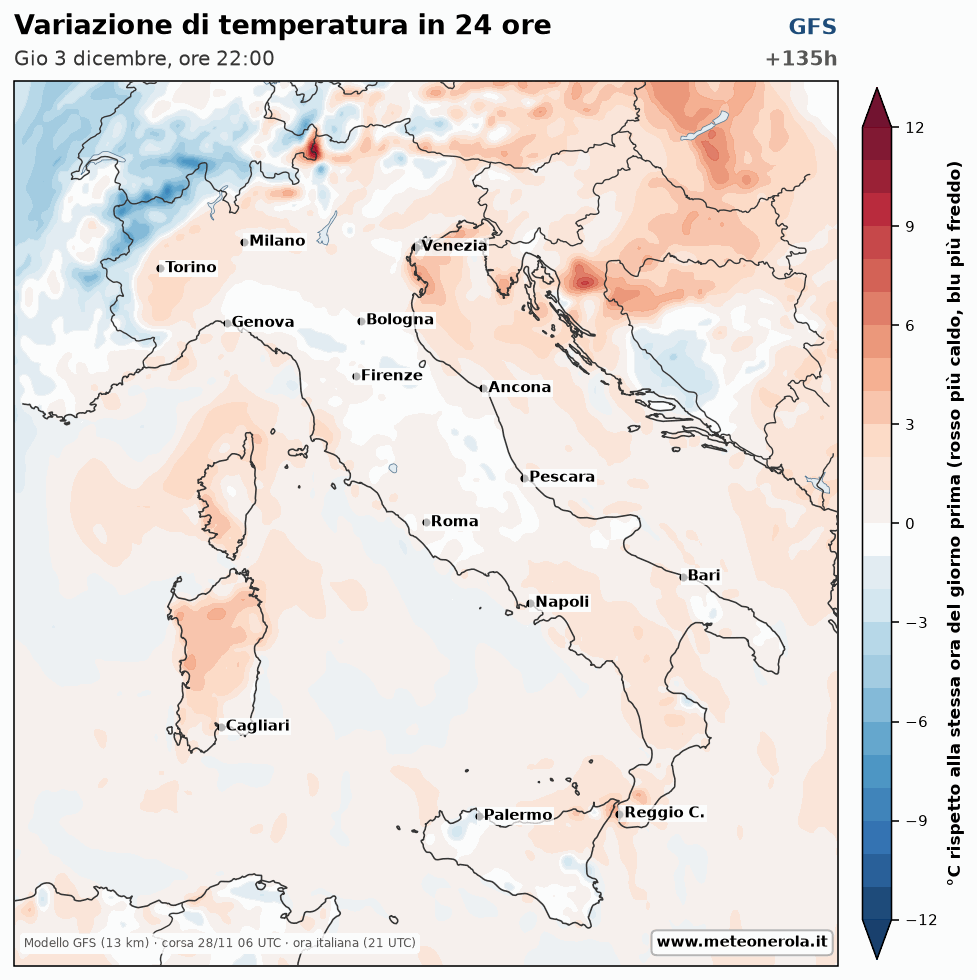 Variazione di temperatura in 24 ore
GFS
Gio 3 dicembre, ore 22:00
+135h
Milano
Venezia
Torino
Genova
Bologna
Firenze
Ancona
Pescara
Roma
Bari
Napoli
Cagliari
Palermo
Reggio C.
12
9
6
3
0
−3
−6
−9
−12
°C rispetto alla stessa ora del giorno prima (rosso più caldo, blu più freddo)
Modello GFS (13 km) · corsa 28/11 06 UTC · ora italiana (21 UTC)
www.meteonerola.it